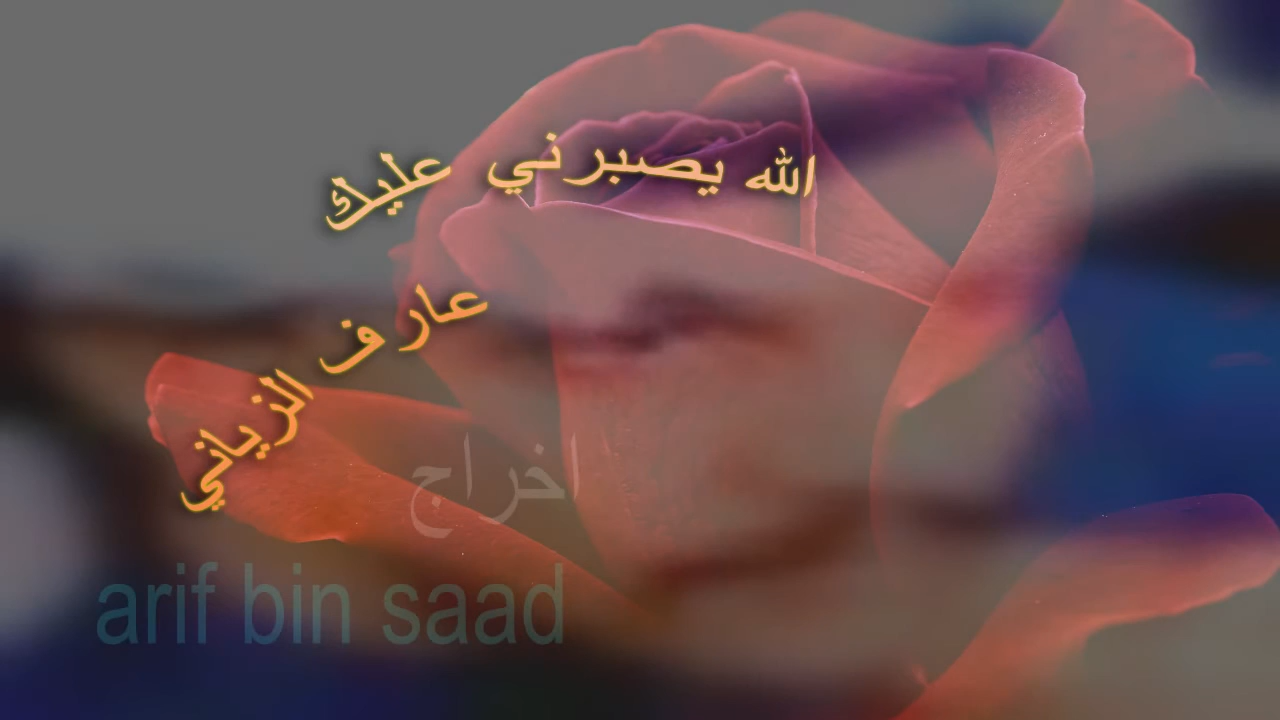 الله يصبرني عليك
عارف الزياني
اخراج
arif bin saad